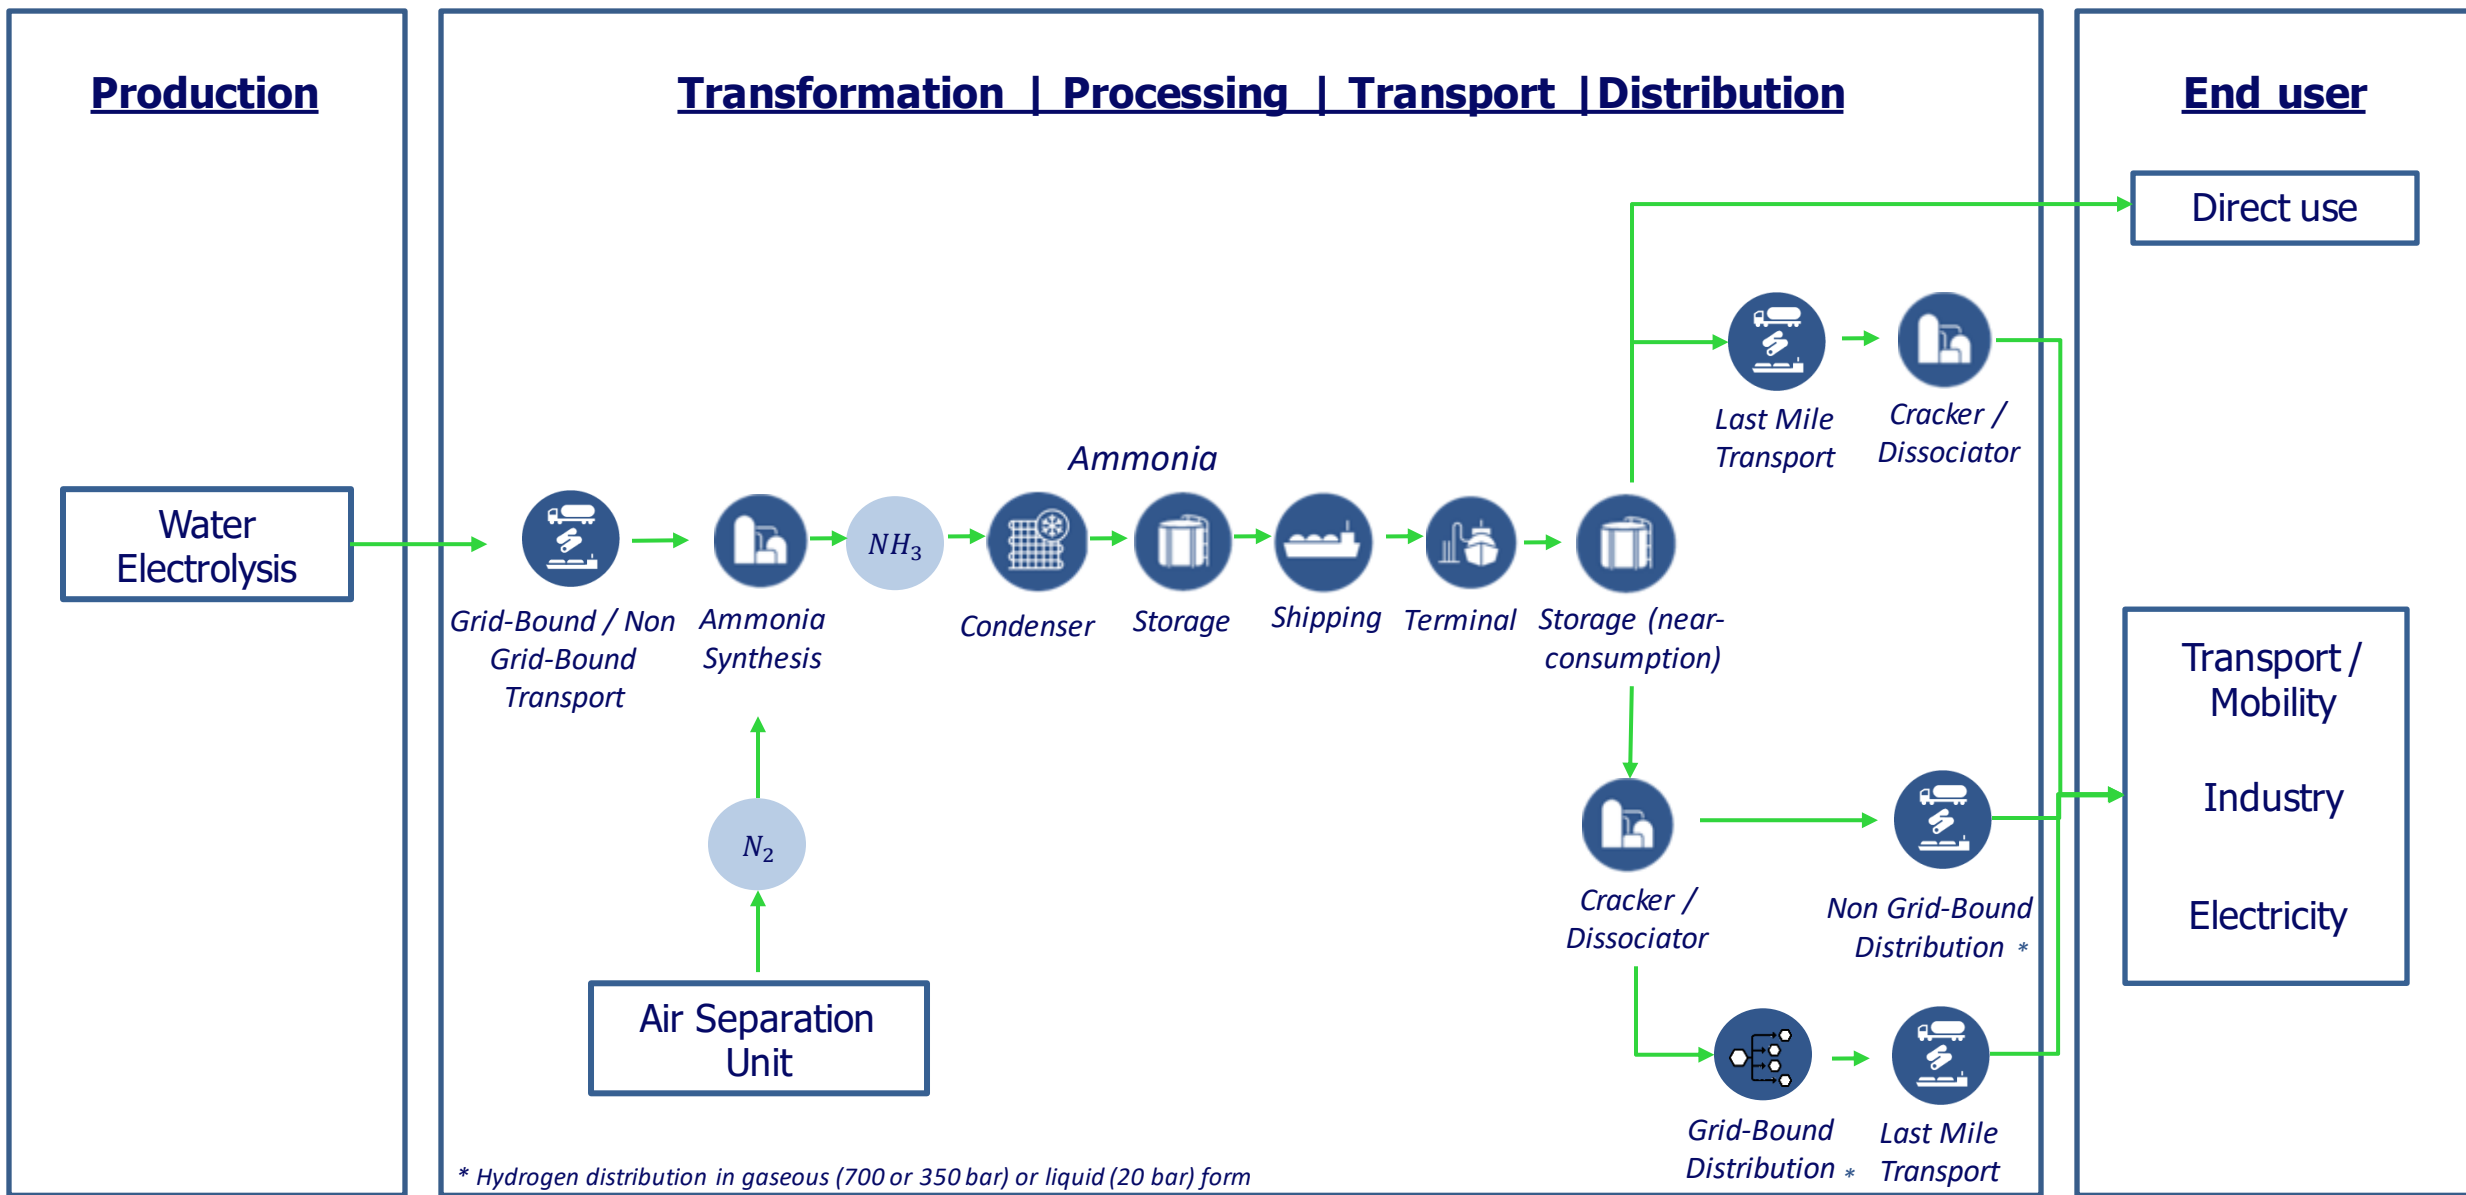 Production
Transformation | Processing | Transport |Distribution
End user
Direct use
Last Mile
Transport
Cracker /
Dissociator
Ammonia
Water
Electrolysis
NH₃
Grid-Bound / Non
Grid-Bound
Transport
Ammonia
Synthesis
Condenser
Storage
Shipping
Terminal
Storage (near-
consumption)
Transport /
Mobility
Industry
Electricity
N₂
Cracker /
Dissociator
Non Grid-Bound
Distribution *
Air Separation
Unit
Grid-Bound
Distribution *
Last Mile
Transport
* Hydrogen distribution in gaseous (700 or 350 bar) or liquid (20 bar) form